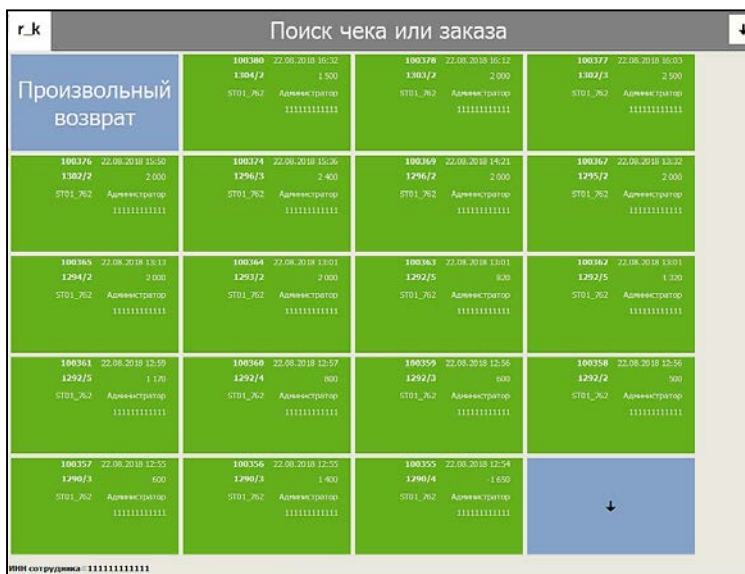 r_k
Поиск чека или заказа
Произвольный
возврат
100380 22.08.2018 16:32
1304/2 1 500
ST01_762 Администратор
111111111111
100378 22.08.2018 16:12
1303/2 2 000
ST01_762 Администратор
111111111111
100377 22.08.2018 16:03
1302/3 2 500
ST01_762 Администратор
111111111111
100376 22.08.2018 15:50
1302/2 2 000
ST01_762 Администратор
111111111111
100374 22.08.2018 15:36
1296/3 2 400
ST01_762 Администратор
111111111111
100369 22.08.2018 14:21
1296/2 2 000
ST01_762 Администратор
111111111111
100367 22.08.2018 13:32
1295/2 2 000
ST01_762 Администратор
111111111111
100365 22.08.2018 13:13
1294/2 2 000
ST01_762 Администратор
111111111111
100364 22.08.2018 13:01
1293/2 2 000
ST01_762 Администратор
111111111111
100363 22.08.2018 13:01
1292/5 820
ST01_762 Администратор
111111111111
100362 22.08.2018 13:01
1292/5 1 320
ST01_762 Администратор
111111111111
100361 22.08.2018 12:59
1292/5 1 170
ST01_762 Администратор
111111111111
100360 22.08.2018 12:57
1292/4 800
ST01_762 Администратор
111111111111
100359 22.08.2018 12:56
1292/3 600
ST01_762 Администратор
111111111111
100358 22.08.2018 12:56
1292/2 500
ST01_762 Администратор
111111111111
100357 22.08.2018 12:55
1290/3 600
ST01_762 Администратор
111111111111
100356 22.08.2018 12:55
1290/3 1 400
ST01_762 Администратор
111111111111
100355 22.08.2018 12:54
1290/4 -1 650
ST01_762 Администратор
111111111111
ИНН сотрудника=111111111111